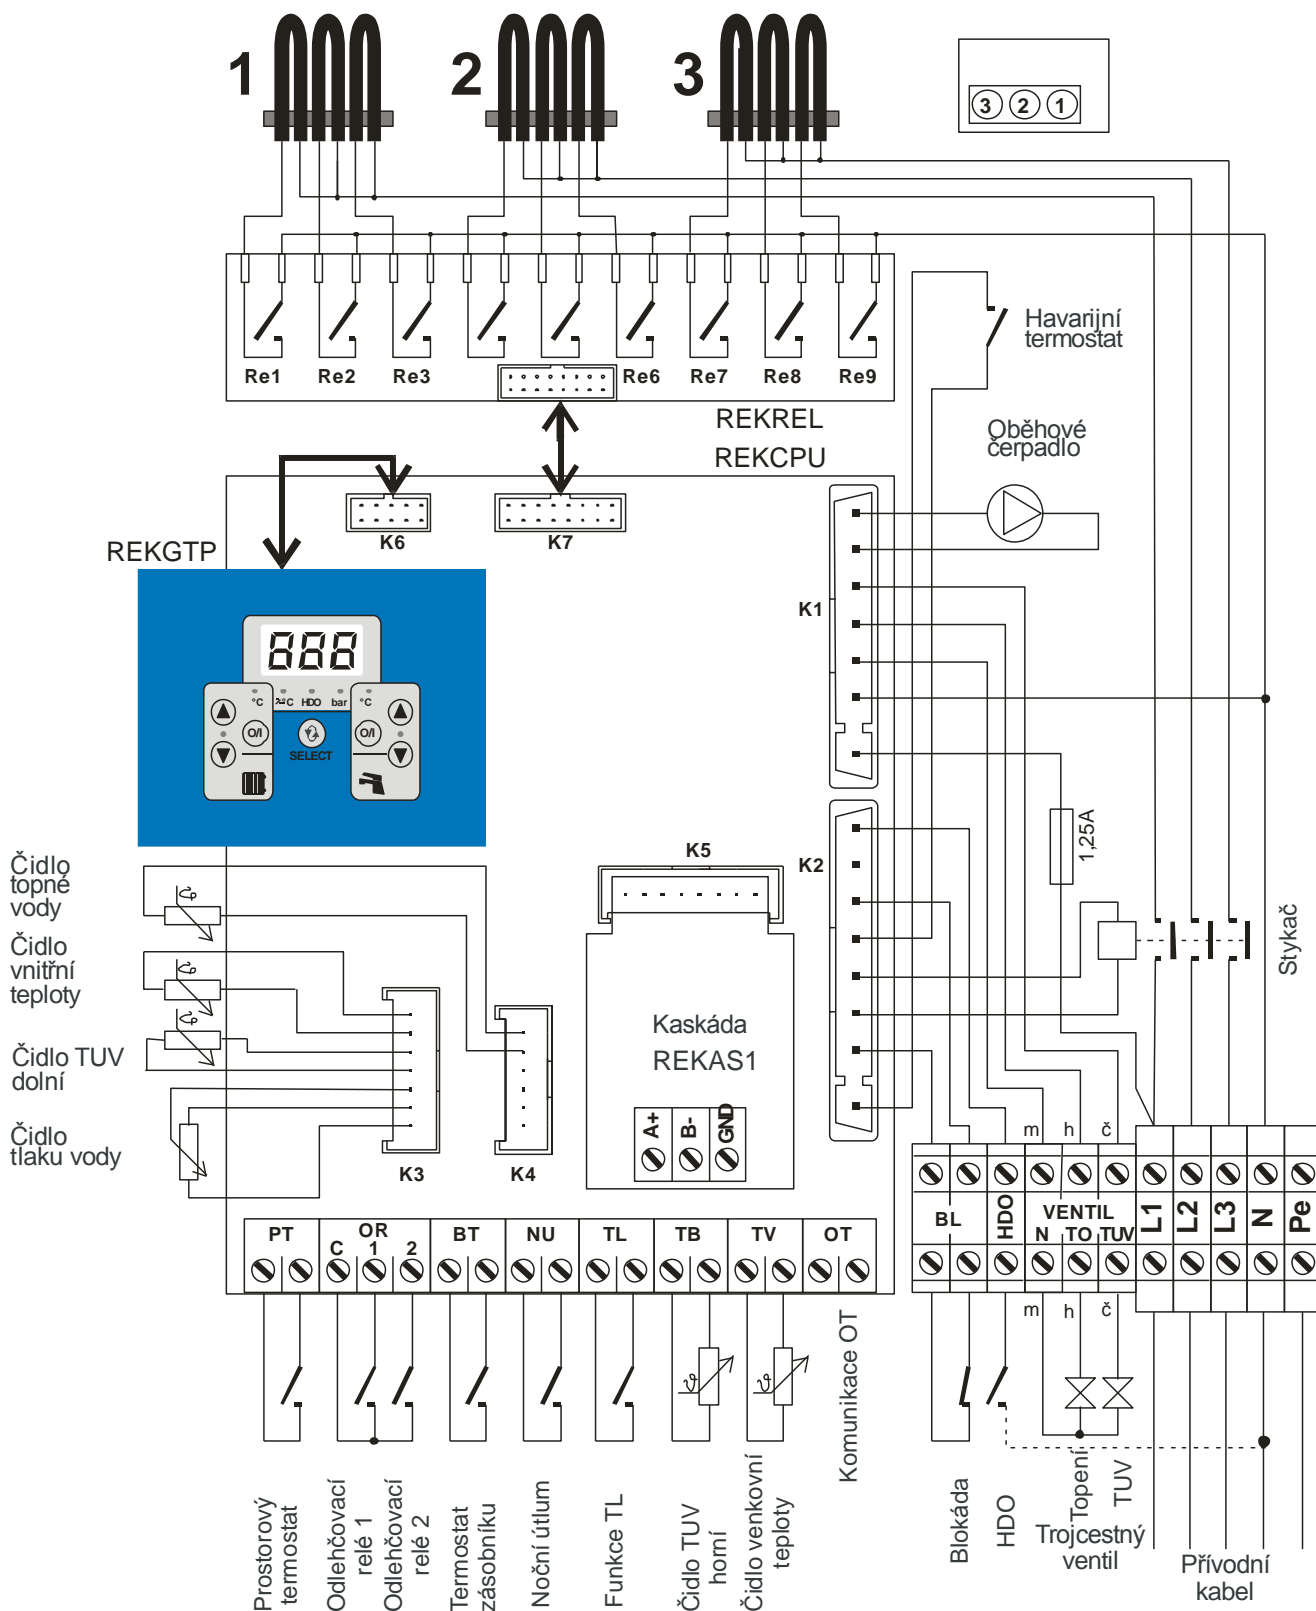 1
2
3
3 2 1
Re1 Re2 Re3 Re6 Re7 Re8 Re9
Havarijní
termostat
REKREL
REKCPU
Oběhové
čerpadlo
K6
K7
K1
REKGTP
888
°C °C HDO bar °C
O/I O/I
SELECT
1,25A
K5
K2
Čidlo
topné
vody
Čidlo
vnitřní
teploty
Čidlo TUV
dolní
Čidlo
tlaku vody
ϑ
ϑ
ϑ
Stykač
Kaskáda
REKAS1
A+ B- GND
K3
K4
m h č
BL HDO VENTIL
N TO TUV
L1 L2 L3 N Pe
PT OR BT NU TL TB TV OT
C 1 2
m h č
ϑ ϑ
Prostorový
termostat
Odlehčovací
relé 1
Odlehčovací
relé 2
Termostat
zásobníku
Noční útlum
Funkce TL
Čidlo TUV
horní
Čidlo venkovní
teploty
Komunikace OT
Blokáda
HDO
Topení
TUV
Trojcestný
ventil
Přívodní
kabel